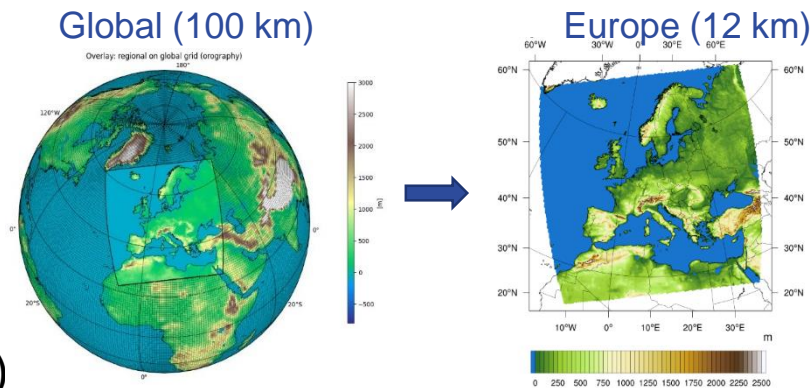 Global (100 km)
Overlay: regional on global grid (orography)
180°
120°W
0°
0°
20°S
20°S
0°
3000
2500
2000
1500
1000
500
0
−500
[m]
)
Europe (12 km)
60°W 30°W 30°E 60°E
60°N 60°N
50°N 50°N
40°N 40°N
30°N 30°N
20°N 20°N
10°W 0° 10°E 20°E 30°E
m
0 250 500 750 1000 1250 1500 1750 2000 2250 2500